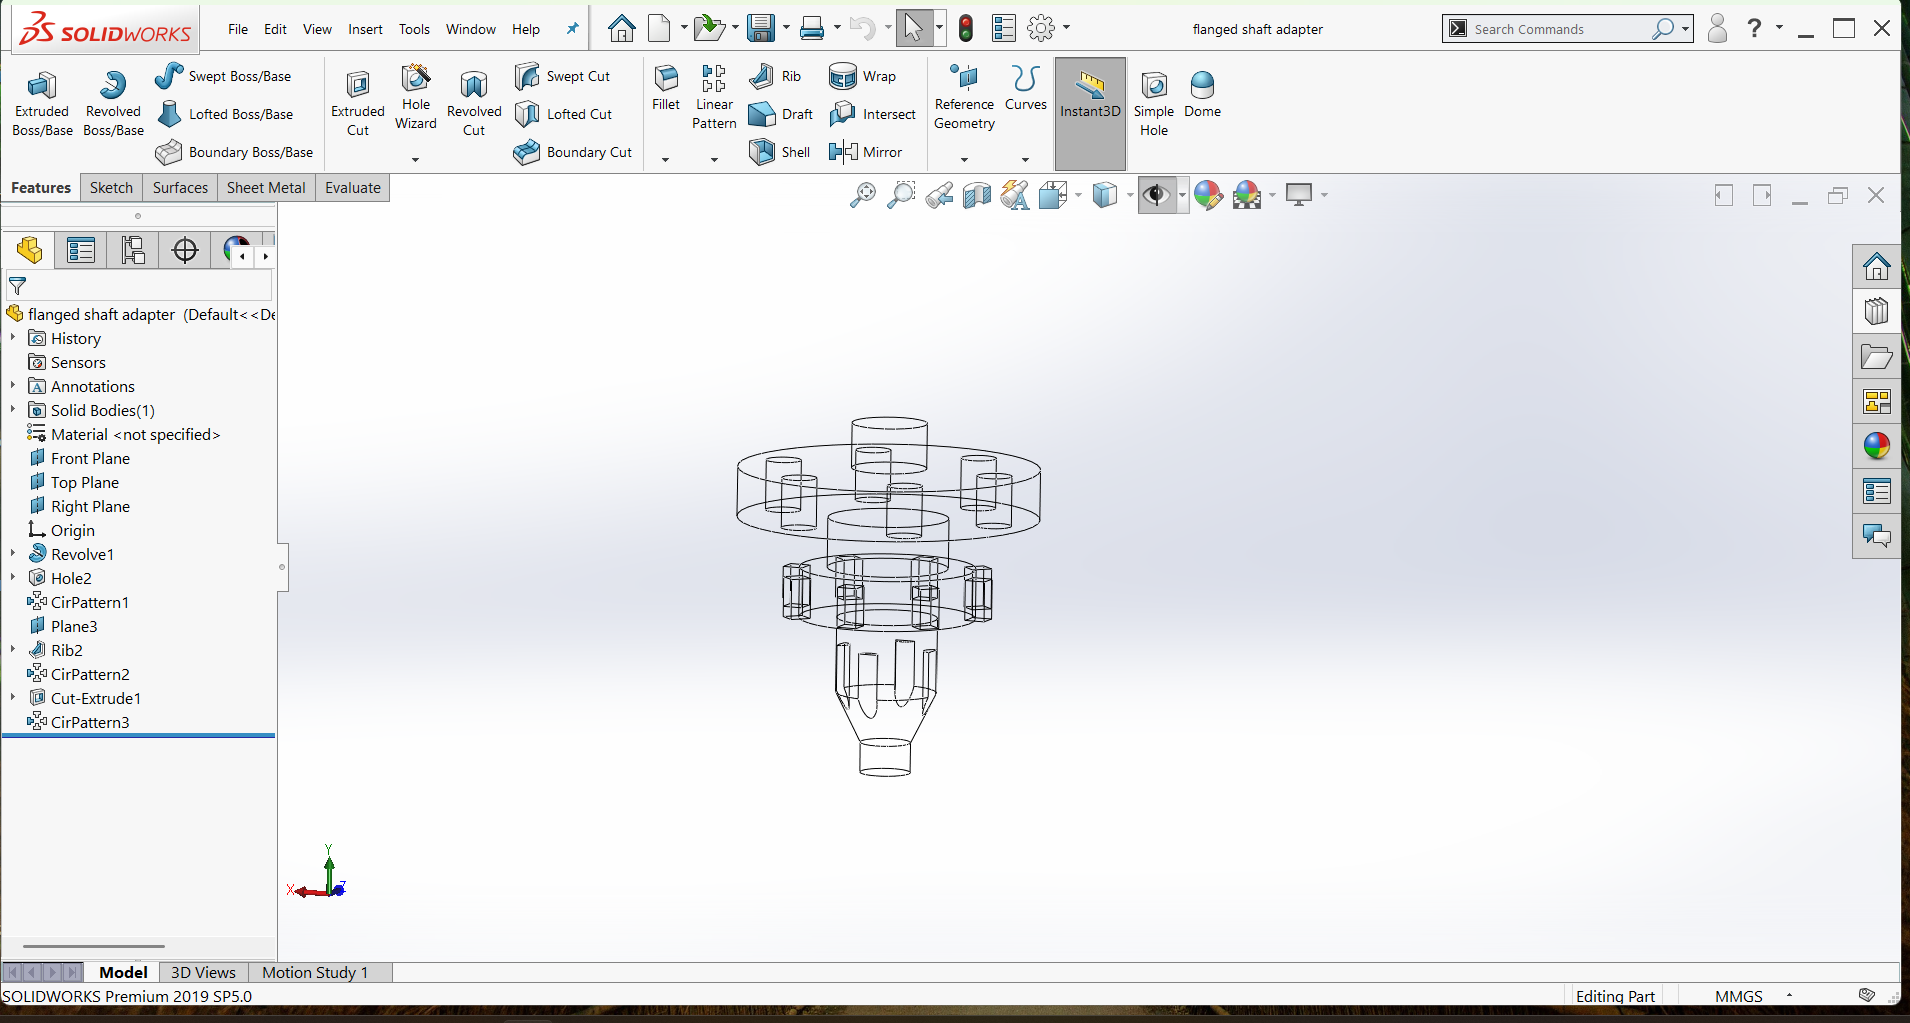 SOLIDWORKS File Edit View Insert Tools Window Help flanged shaft adapter Search Commands ?
Extruded Boss/Base
Revolved Boss/Base
Swept Boss/Base
Lofted Boss/Base
Boundary Boss/Base
Extruded Cut
Hole Wizard
Revolved Cut
Swept Cut
Lofted Cut
Boundary Cut
Fillet
Linear Pattern
Rib
Draft
Shell
Wrap
Intersect
Mirror
Reference Geometry
Curves
Instant3D
Simple Hole
Dome
Features Sketch Surfaces Sheet Metal Evaluate
flanged shaft adapter (Default<<De
History
Sensors
Annotations
Solid Bodies(1)
Material <not specified>
Front Plane
Top Plane
Right Plane
Origin
Revolve1
Hole2
CirPattern1
Plane3
Rib2
CirPattern2
Cut-Extrude1
CirPattern3
Y
X Z
Model 3D Views Motion Study 1
SOLIDWORKS Premium 2019 SP5.0 Editing Part MMGS